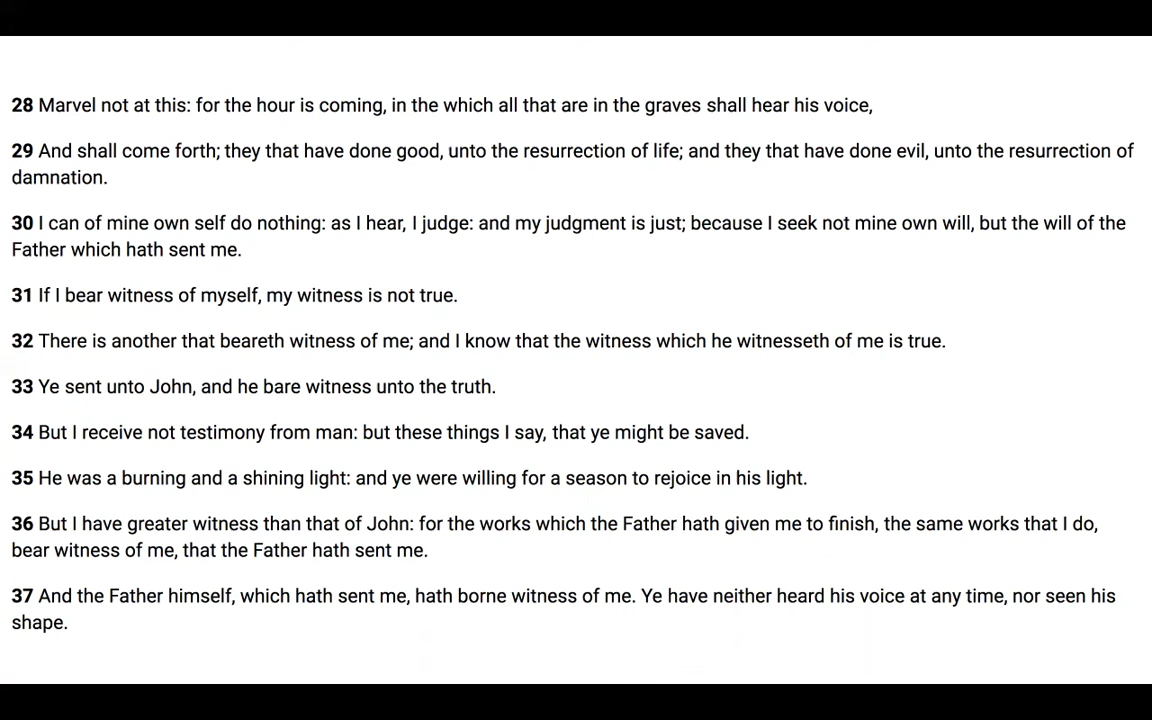 28 Marvel not at this: for the hour is coming, in the which all that are in the graves shall hear his voice,
29 And shall come forth; they that have done good, unto the resurrection of life; and they that have done evil, unto the resurrection of
damnation.
30 I can of mine own self do nothing: as I hear, I judge: and my judgment is just; because I seek not mine own will, but the will of the
Father which hath sent me.
31 If I bear witness of myself, my witness is not true.
32 There is another that beareth witness of me; and I know that the witness which he witnesseth of me is true.
33 Ye sent unto John, and he bare witness unto the truth.
34 But I receive not testimony from man: but these things I say, that ye might be saved.
35 He was a burning and a shining light: and ye were willing for a season to rejoice in his light.
36 But I have greater witness than that of John: for the works which the Father hath given me to finish, the same works that I do,
bear witness of me, that the Father hath sent me.
37 And the Father himself, which hath sent me, hath borne witness of me. Ye have neither heard his voice at any time, nor seen his
shape.